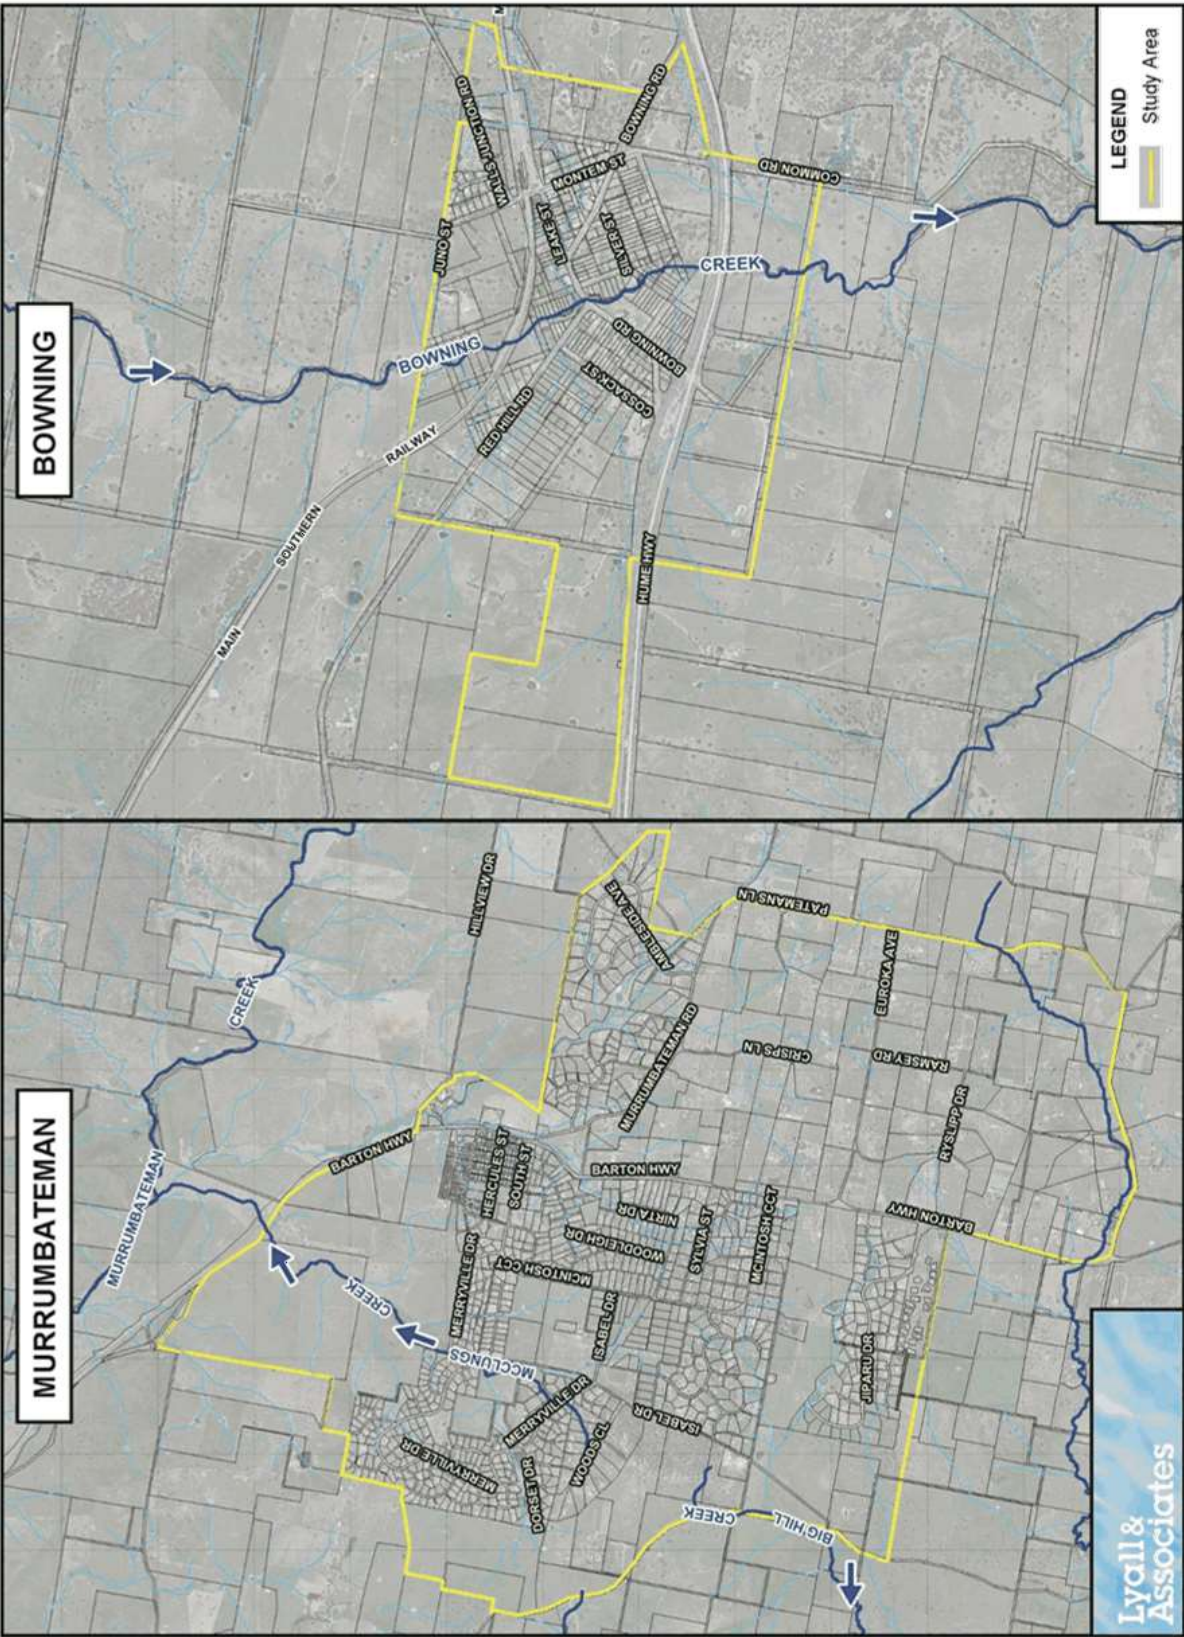 MURRUMBATEMAN
MURRUMBATEMAN
CREEK
BARTON HWY
HILLVIEW DR
CREEK
MCCLUNGS
MERRYVILLE DR
HERCULES ST
SOUTH ST
MCINTOSH CCT
WOODLEIGH DR
NIRTA DR
BARTON HWY
MURRUMBATEMAN RD
AMBLESIDE AVE
PATEMANS LN
CRISPS LN
RAMSEY RD
EUROKA AVE
RYSLIPP DR
BARTON HWY
SYLVIA ST
MCINTOSH CCT
ISABEL DR
MERRYVILLE DR
MERRYVILLE DR
DORSET DR
WOODS CL
ISABEL DR
JIPARU DR
CREEK
BIG HILL
Lyall &
Associates
BOWNING
MAIN
SOUTHERN
RAILWAY
BOWNING
CREEK
JUNO ST
WALLS JUNCTION RD
M
LEAKE ST
MONTEM ST
SILVER ST
BOWNING RD
COMMON RD
RED HILL RD
COSSACK ST
BOWNING RD
HUME HWY
LEGEND
Study Area